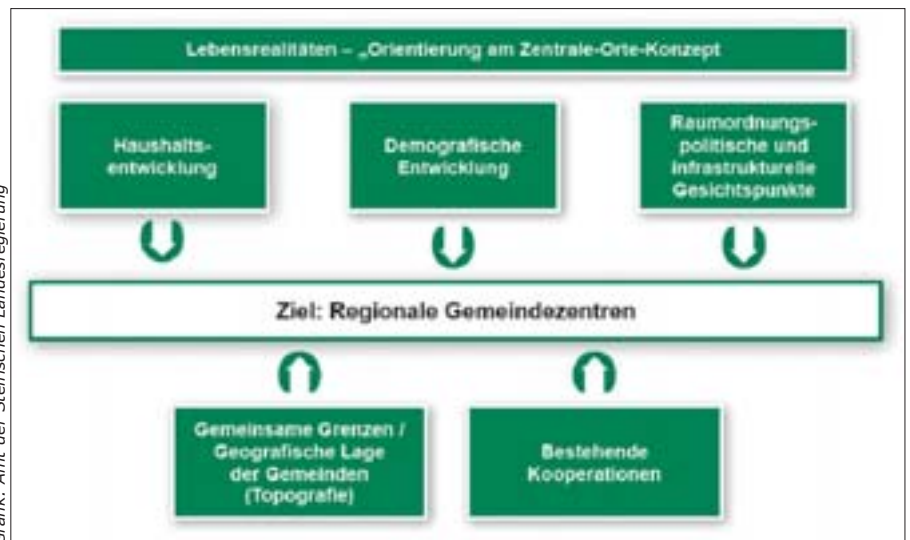 Lebensrealitäten – „Orientierung am Zentrale-Orte-Konzept
Haushalts-
entwicklung
Demografische
Entwicklung
Raumordnungs-
politische und
infrastrukturelle
Gesichtspunkte
Ziel: Regionale Gemeindezentren
Gemeinsame Grenzen /
Geografische Lage
der Gemeinden
(Topografie)
Bestehende
Kooperationen
Grafik: Amt der Steirischen Landesregierung